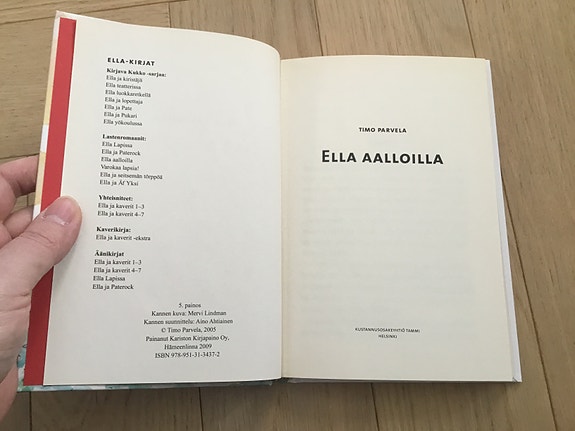 ELLA-KIRJAT
Kirjava Kukko -sarjaa:
Ella ja kiristäjä
Ella teatterissa
Ella luokkaretkellä
Ella ja lopettaja
Ella ja Pate
Ella ja Pukari
Ella yökoulussa
Lastenromaanit:
Ella Lapissa
Ella ja Paterock
Ella aalloilla
Varokaa lapsia!
Ella ja seitsemän törppöä
Ella ja Äf Yksi
Yhteisniteet:
Ella ja kaverit 1–3
Ella ja kaverit 4–7
Kaverikirja:
Ella ja kaverit -ekstra
Äänikirjat
Ella ja kaverit 1–3
Ella ja kaverit 4–7
Ella Lapissa
Ella ja Paterock
5. painos
Kannen kuva: Mervi Lindman
Kannen suunnittelu: Aino Ahtiainen
© Timo Parvela, 2005
Painanut Kariston Kirjapaino Oy,
Hämeenlinna 2009
ISBN 978-951-31-3437-2
TIMO PARVELA
ELLA AALLOILLA
KUSTANNUSOSAKEYHTIÖ TAMMI
HELSINKI